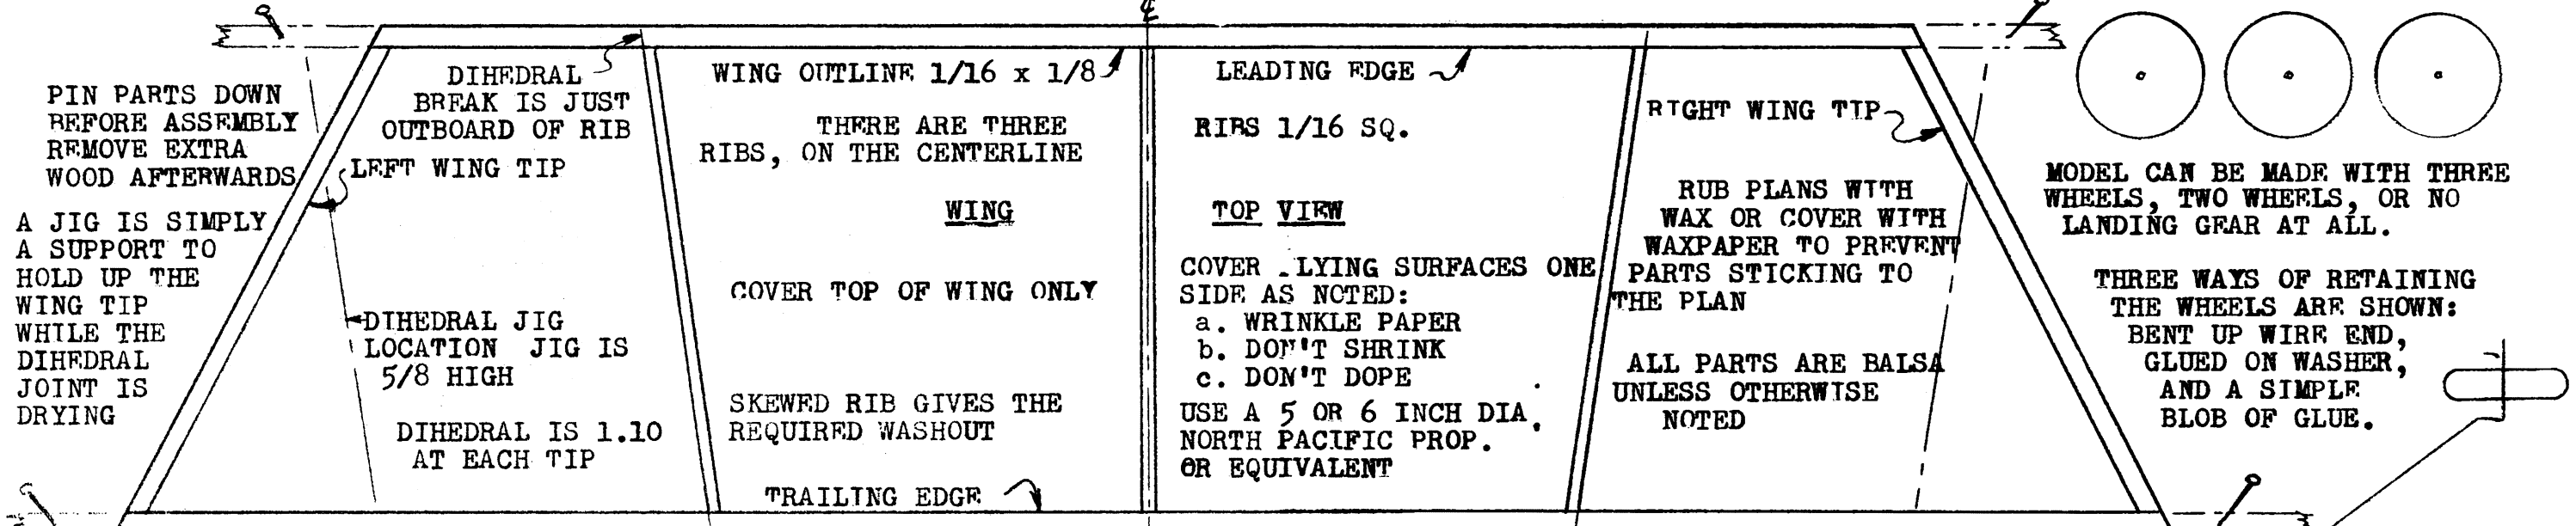 ℄
PIN PARTS DOWN
BEFORE ASSEMBLY
REMOVE EXTRA
WOOD AFTERWARDS
A JIG IS SIMPLY
A SUPPORT TO
HOLD UP THE
WING TIP
WHILE THE
DIHEDRAL
JOINT IS
DRYING
DIHEDRAL
BREAK IS JUST
OUTBOARD OF RIB
LEFT WING TIP
DIHEDRAL JIG
LOCATION JIG IS
5/8 HIGH
DIHEDRAL IS 1.10
AT EACH TIP
WING OUTLINE 1/16 x 1/8
THERE ARE THREE
RIBS, ON THE CENTERLINE
WING
COVER TOP OF WING ONLY
SKEWED RIB GIVES THE
REQUIRED WASHOUT
TRAILING EDGE
LEADING EDGE
RIBS 1/16 SQ.
TOP VIEW
COVER .LYING SURFACES ONE
SIDE AS NOTED:
a. WRINKLE PAPER
b. DON'T SHRINK
c. DON'T DOPE
USE A 5 OR 6 INCH DIA.
NORTH PACIFIC PROP.
OR EQUIVALENT
RIGHT WING TIP
RUB PLANS WITH
WAX OR COVER WITH
WAXPAPER TO PREVENT
PARTS STICKING TO
THE PLAN
ALL PARTS ARE BALSA
UNLESS OTHERWISE
NOTED
MODEL CAN BE MADE WITH THREE
WHEELS, TWO WHEELS, OR NO
LANDING GEAR AT ALL.
THREE WAYS OF RETAINING
THE WHEELS ARE SHOWN:
BENT UP WIRE END,
GLUED ON WASHER,
AND A SIMPLE
BLOB OF GLUE.